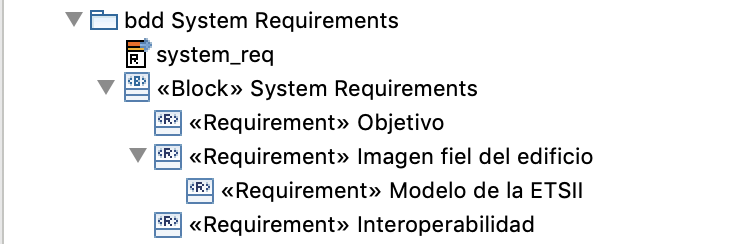 bdd System Requirements
system_req
«Block» System Requirements
«Requirement» Objetivo
«Requirement» Imagen fiel del edificio
«Requirement» Modelo de la ETSII
«Requirement» Interoperabilidad